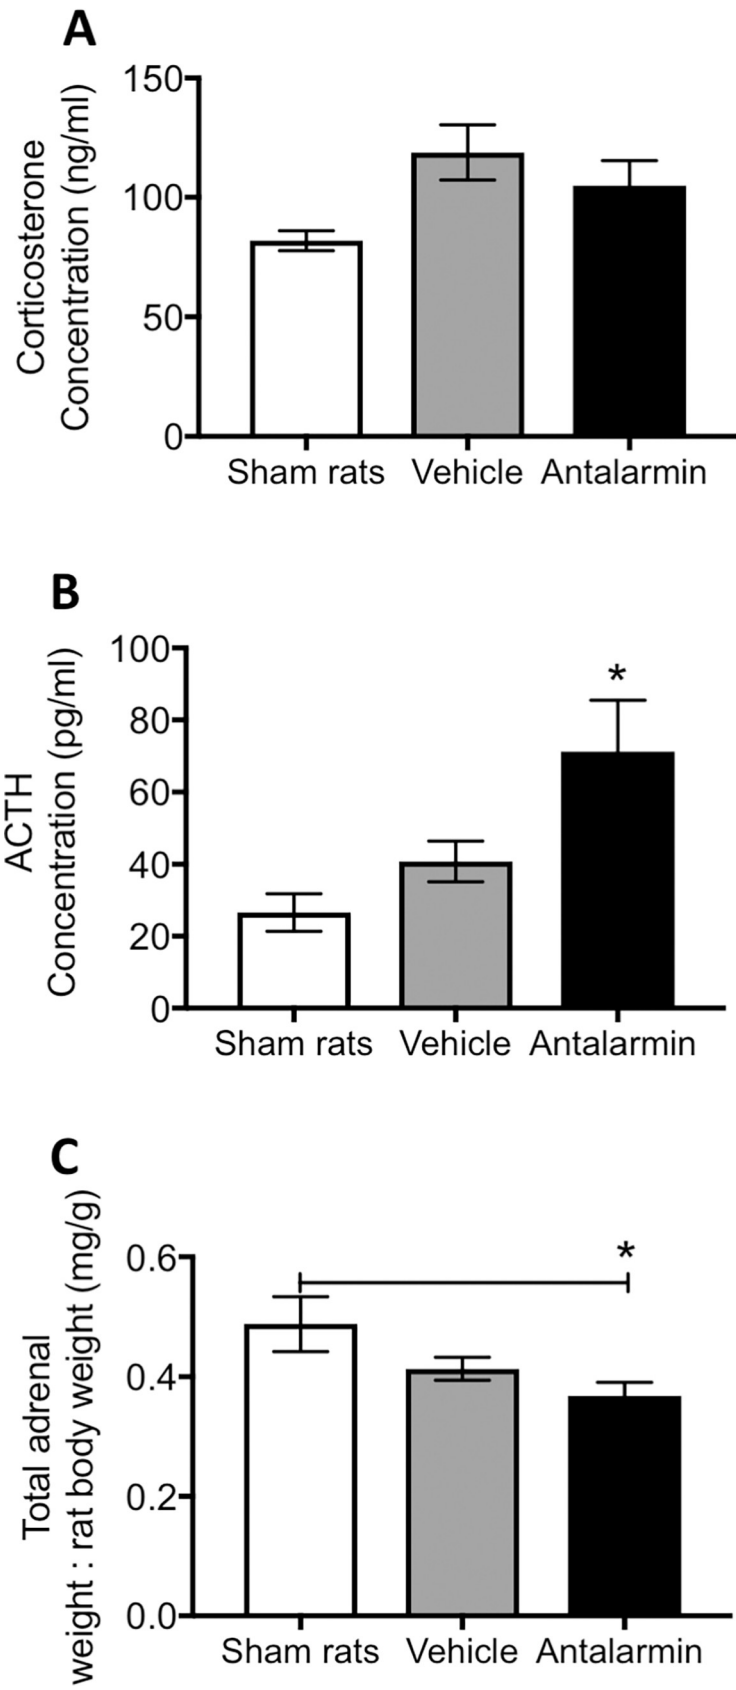 A
Corticosterone
Concentration (ng/ml)
150
100
50
0
Sham rats Vehicle Antalarmin
B
ACTH
Concentration (pg/ml)
100
80
60
40
20
0
*
Sham rats Vehicle Antalarmin
C
Total adrenal
weight : rat body weight (mg/g)
0.6
0.4
0.2
0.0
*
Sham rats Vehicle Antalarmin